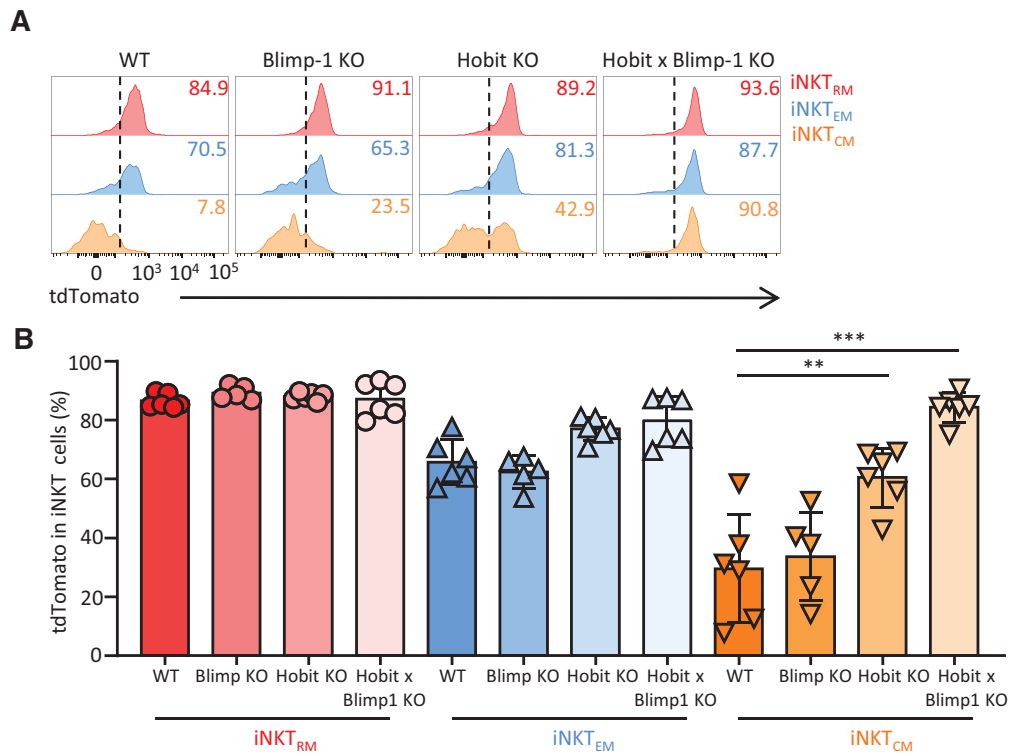 A
WT Blimp-1 KO Hobit KO Hobit x Blimp-1 KO
84.9 91.1 89.2 93.6 iNKTRM
iNKTEM
iNKTCM
70.5 65.3 81.3 87.7
7.8 23.5 42.9 90.8
0 10³ 10⁴ 10⁵
tdTomato
B
tdTomato in iNKT cells (%)
100
80
60
40
20
0
***
**
WT Blimp KO Hobit KO Hobit x Blimp1 KO WT Blimp KO Hobit KO Hobit x Blimp1 KO WT Blimp KO Hobit KO Hobit x Blimp1 KO
iNKTRM iNKTEM iNKTCM